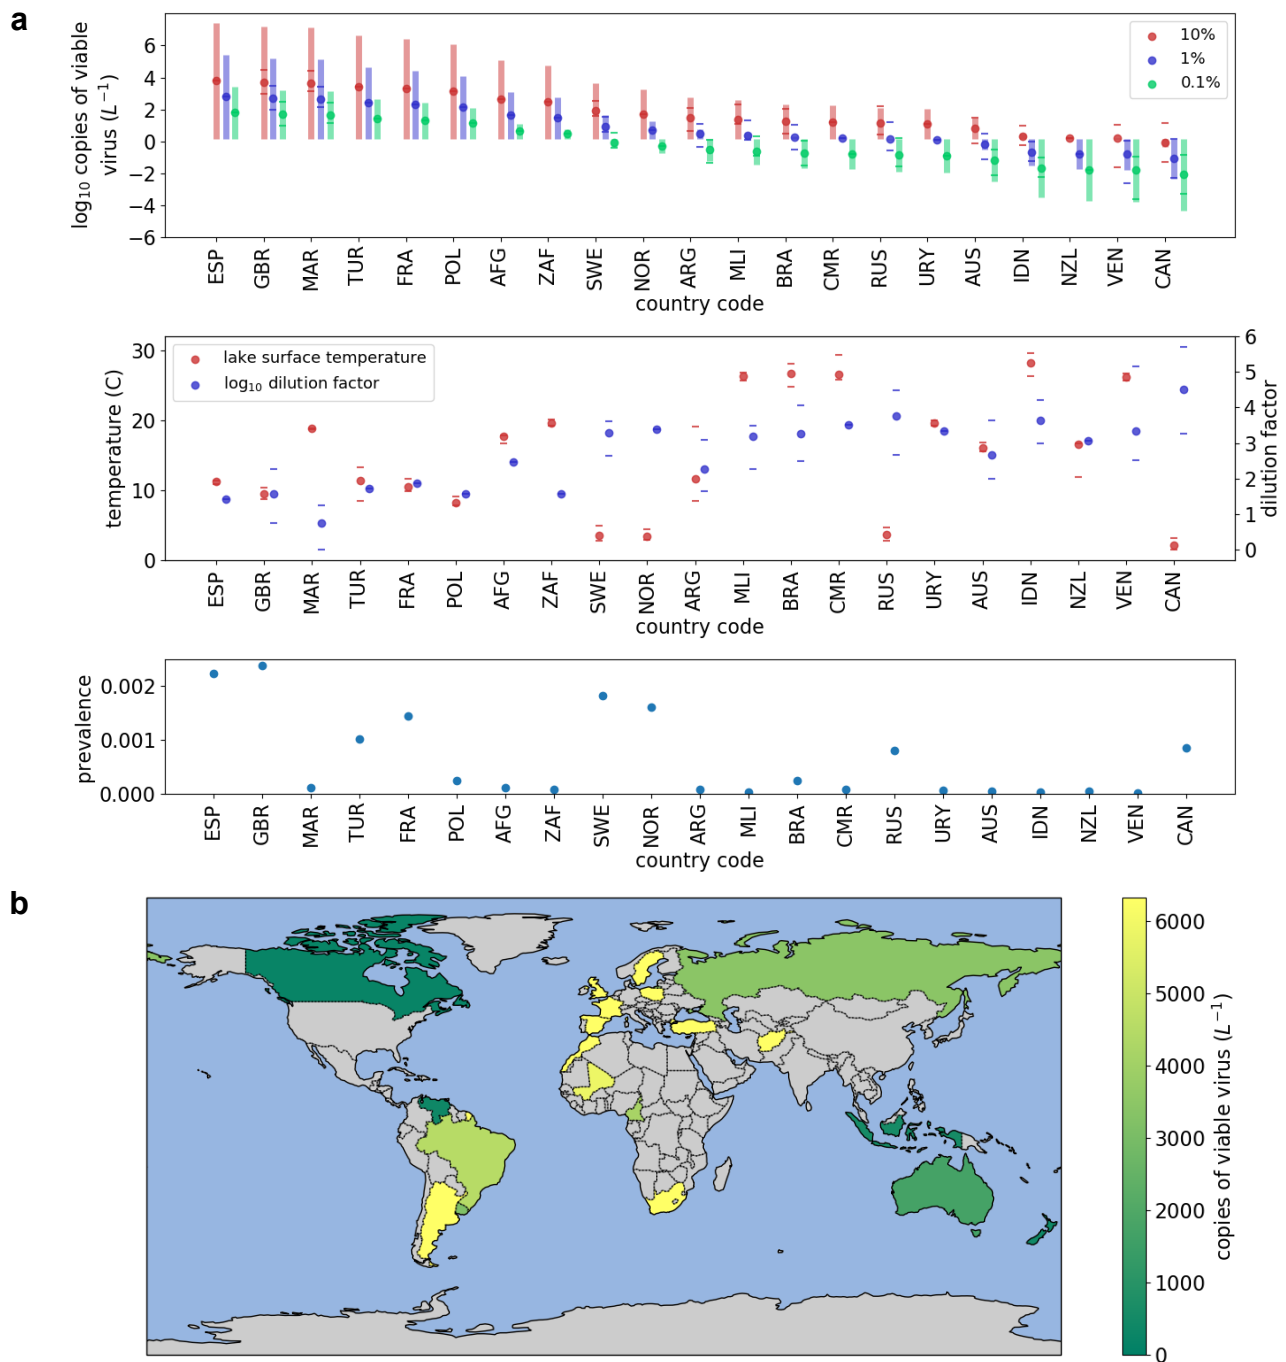 a
log₁₀ copies of viable
virus (L⁻¹)
6
4
2
0
−2
−4
−6
10%
1%
0.1%
ESP GBR MAR TUR FRA POL AFG ZAF SWE NOR ARG MLI BRA CMR RUS URY AUS IDN NZL VEN CAN
country code
temperature (C)
30
20
10
0
lake surface temperature
log₁₀ dilution factor
6
5
4
3
2
1
0
dilution factor
ESP GBR MAR TUR FRA POL AFG ZAF SWE NOR ARG MLI BRA CMR RUS URY AUS IDN NZL VEN CAN
country code
prevalence
0.002
0.001
0.000
ESP GBR MAR TUR FRA POL AFG ZAF SWE NOR ARG MLI BRA CMR RUS URY AUS IDN NZL VEN CAN
country code
b
6000
5000
4000
3000
2000
1000
0
copies of viable virus (L⁻¹)